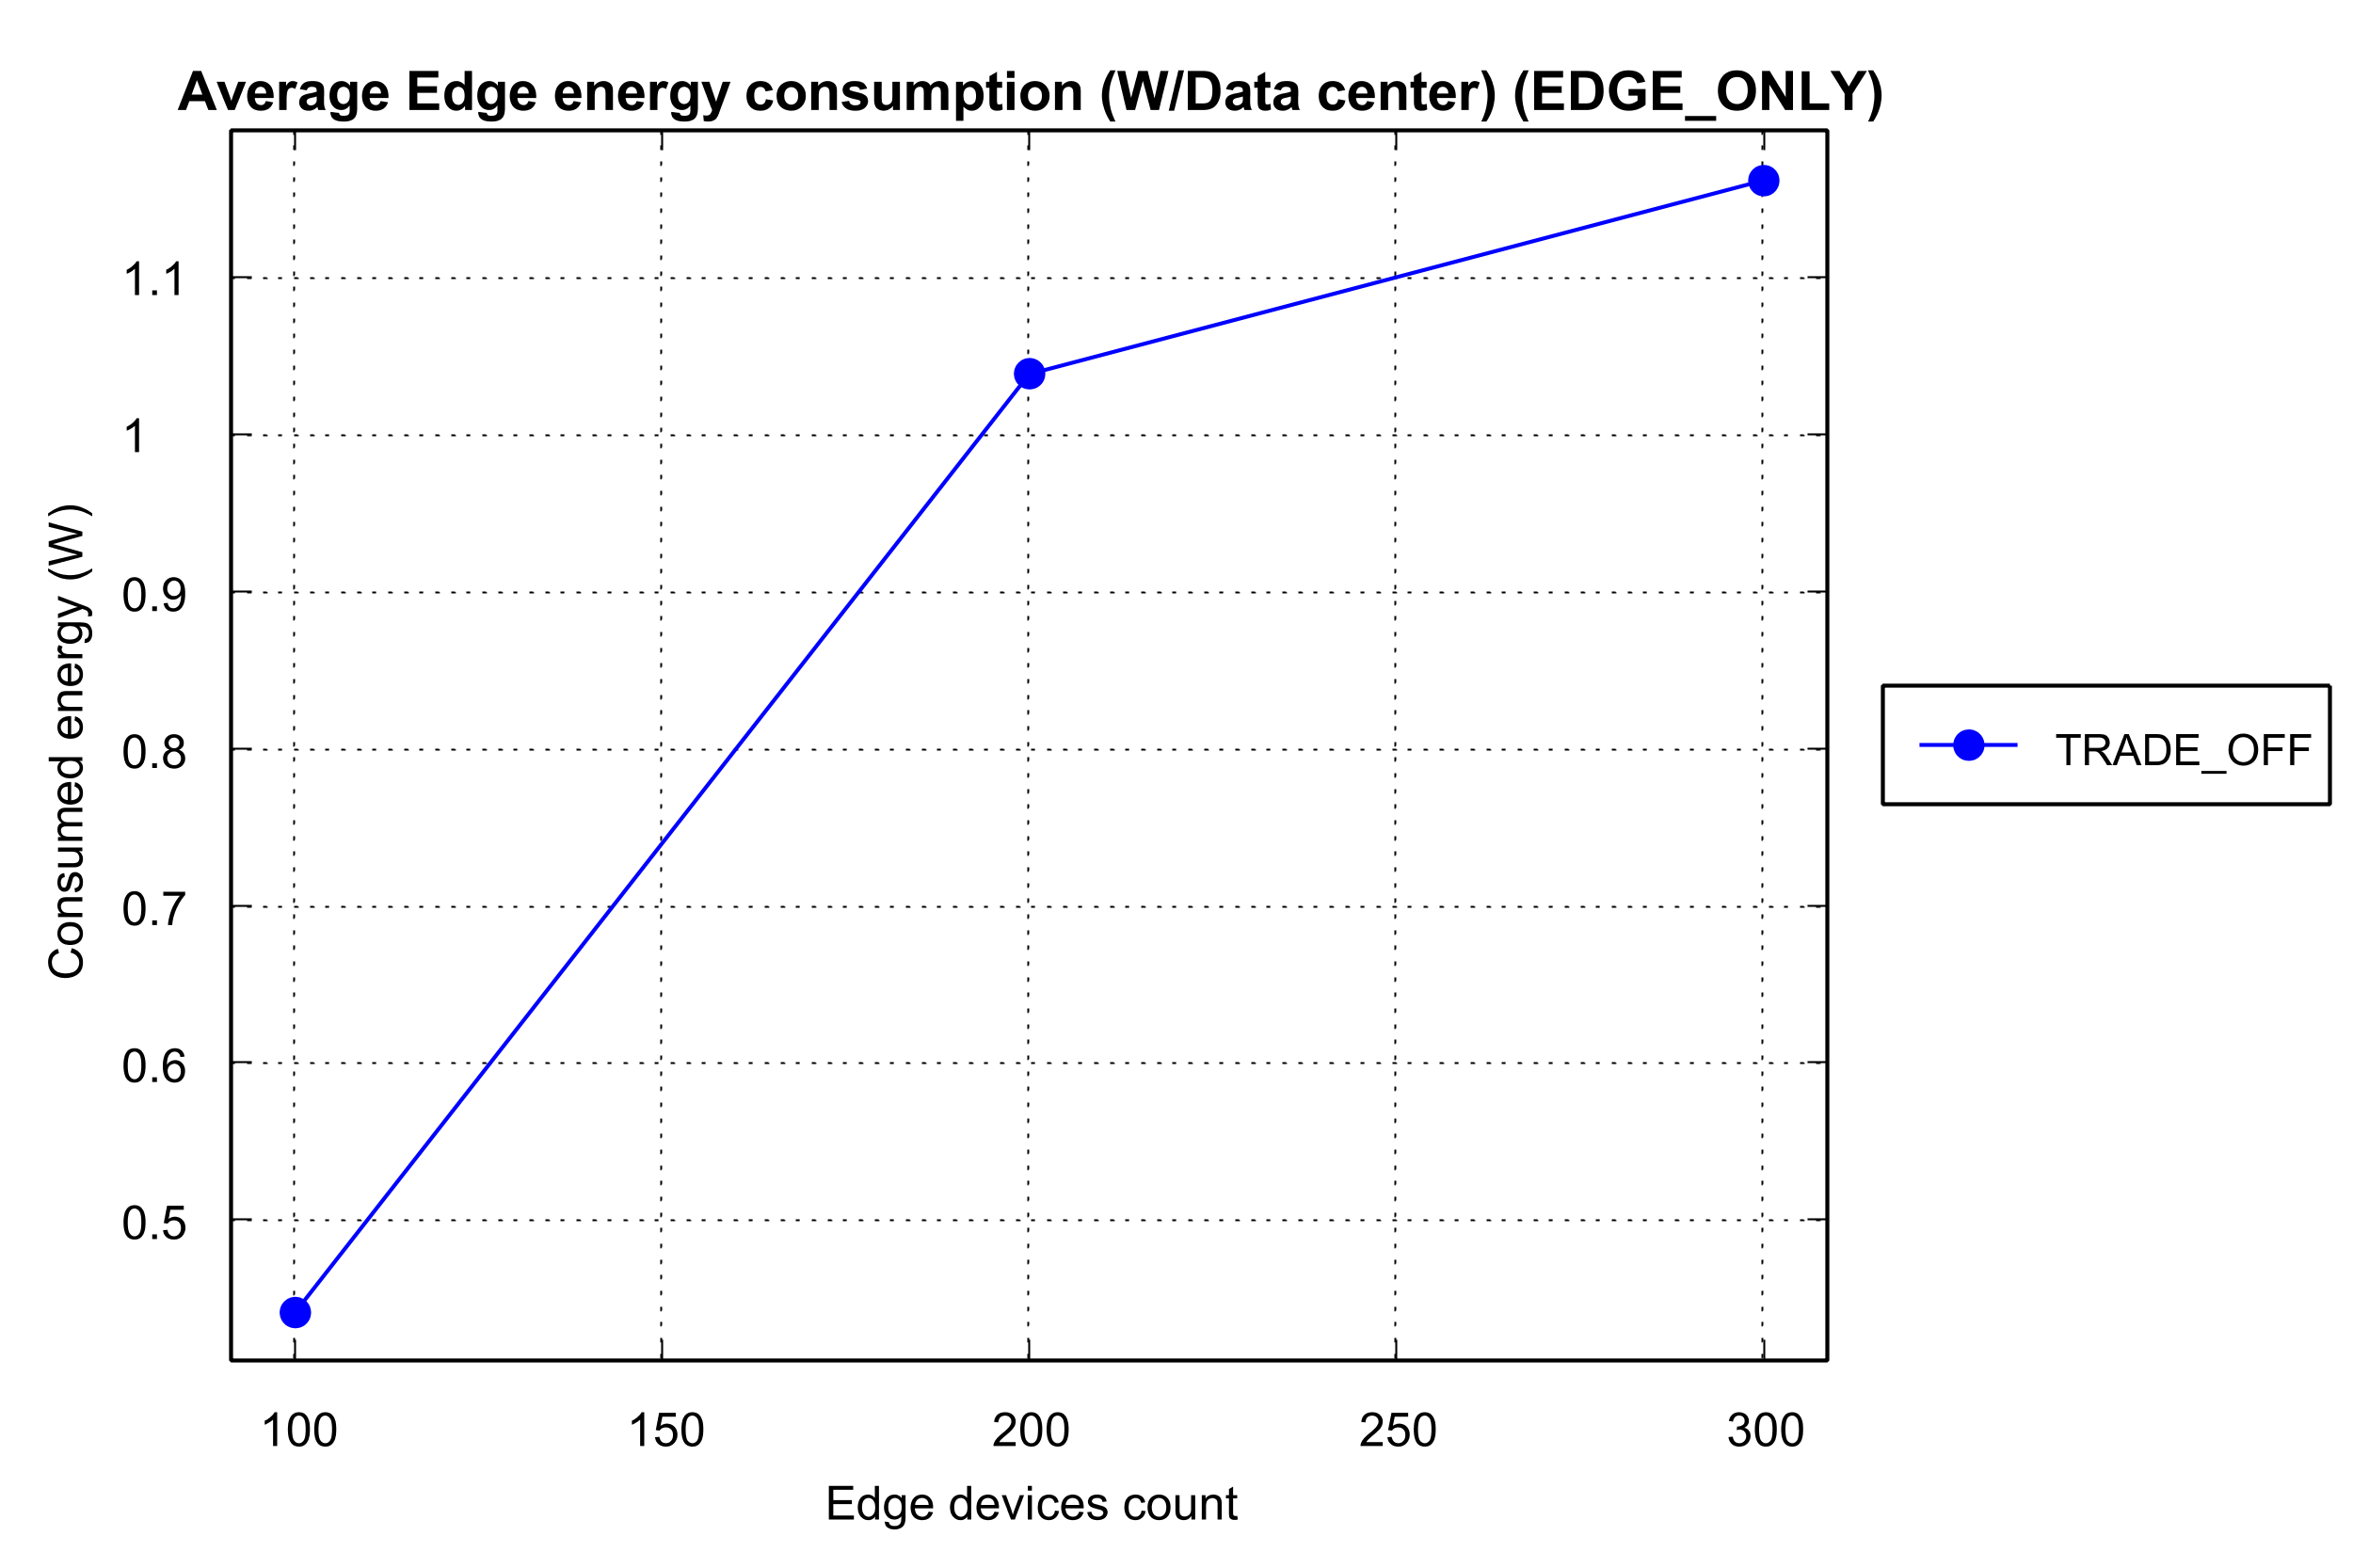 Average Edge energy consumption (W/Data center) (EDGE_ONLY)
1.1
1
0.9
0.8
0.7
0.6
0.5
Consumed energy (W)
100 150 200 250 300
Edge devices count
TRADE_OFF